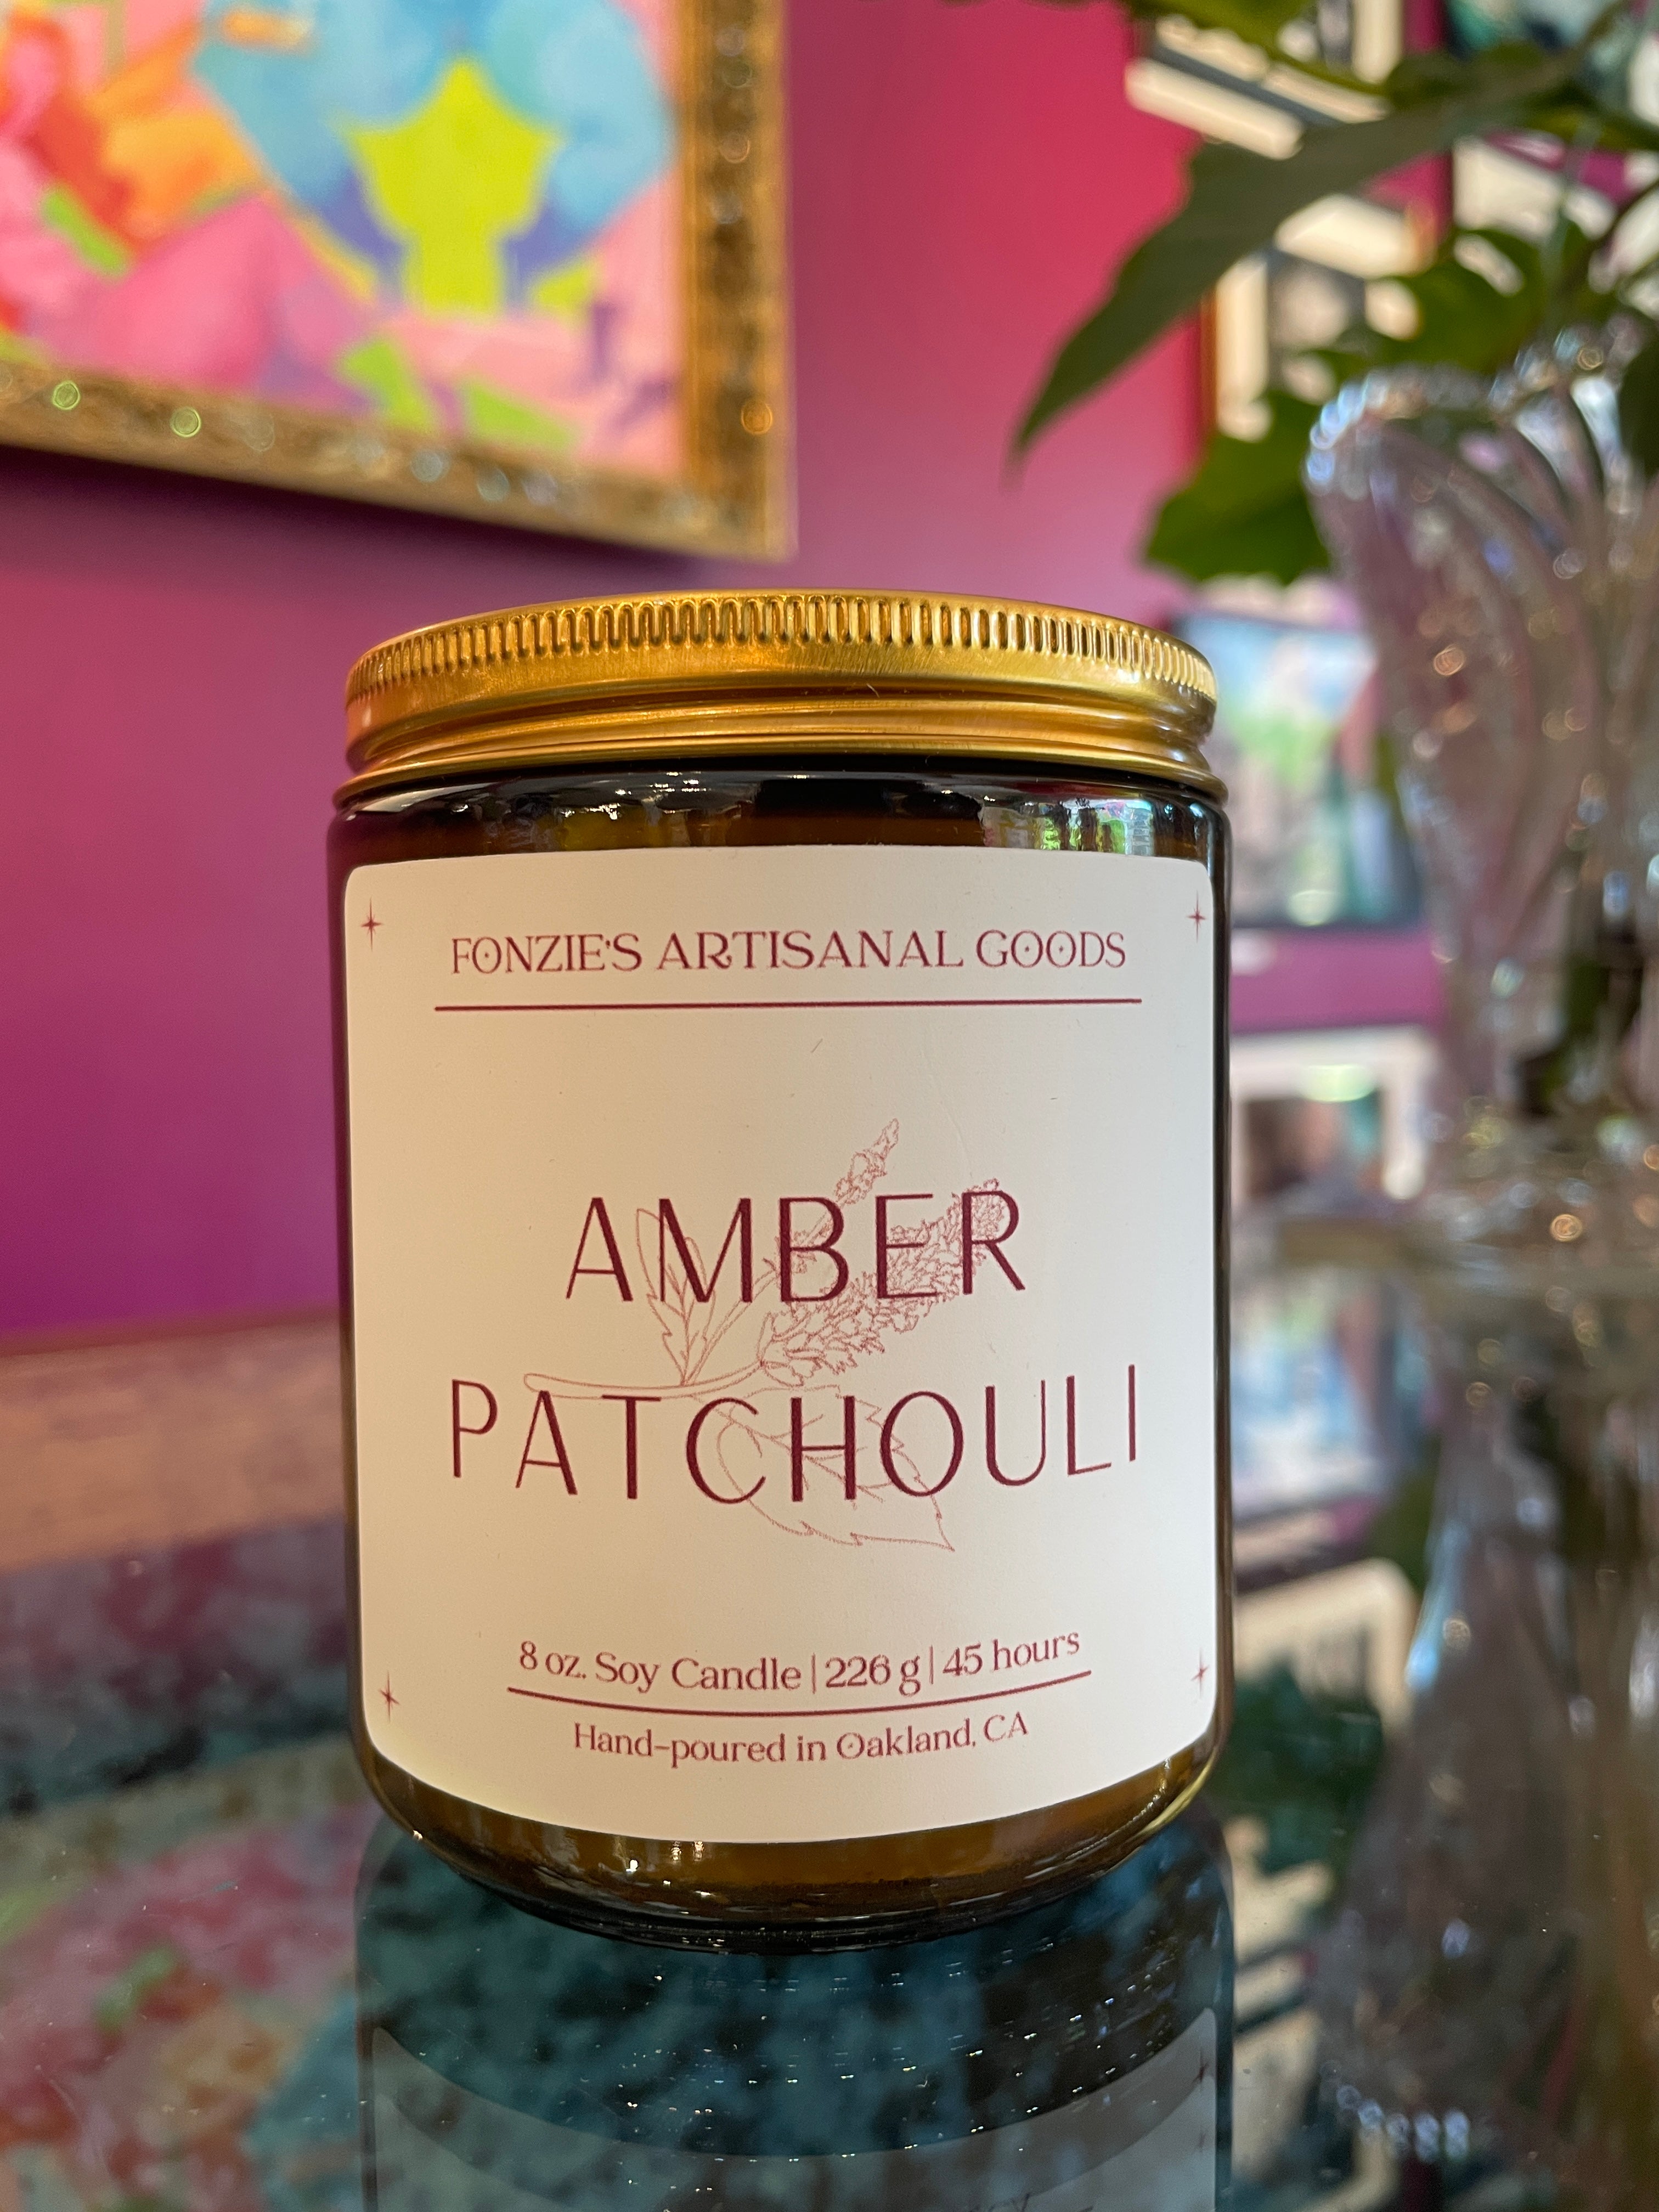 FONZIE'S ARTISANAL GOODS
AMBER
PATCHOULI
8 oz. Soy Candle | 226 g | 45 hours
Hand-poured in Oakland, CA